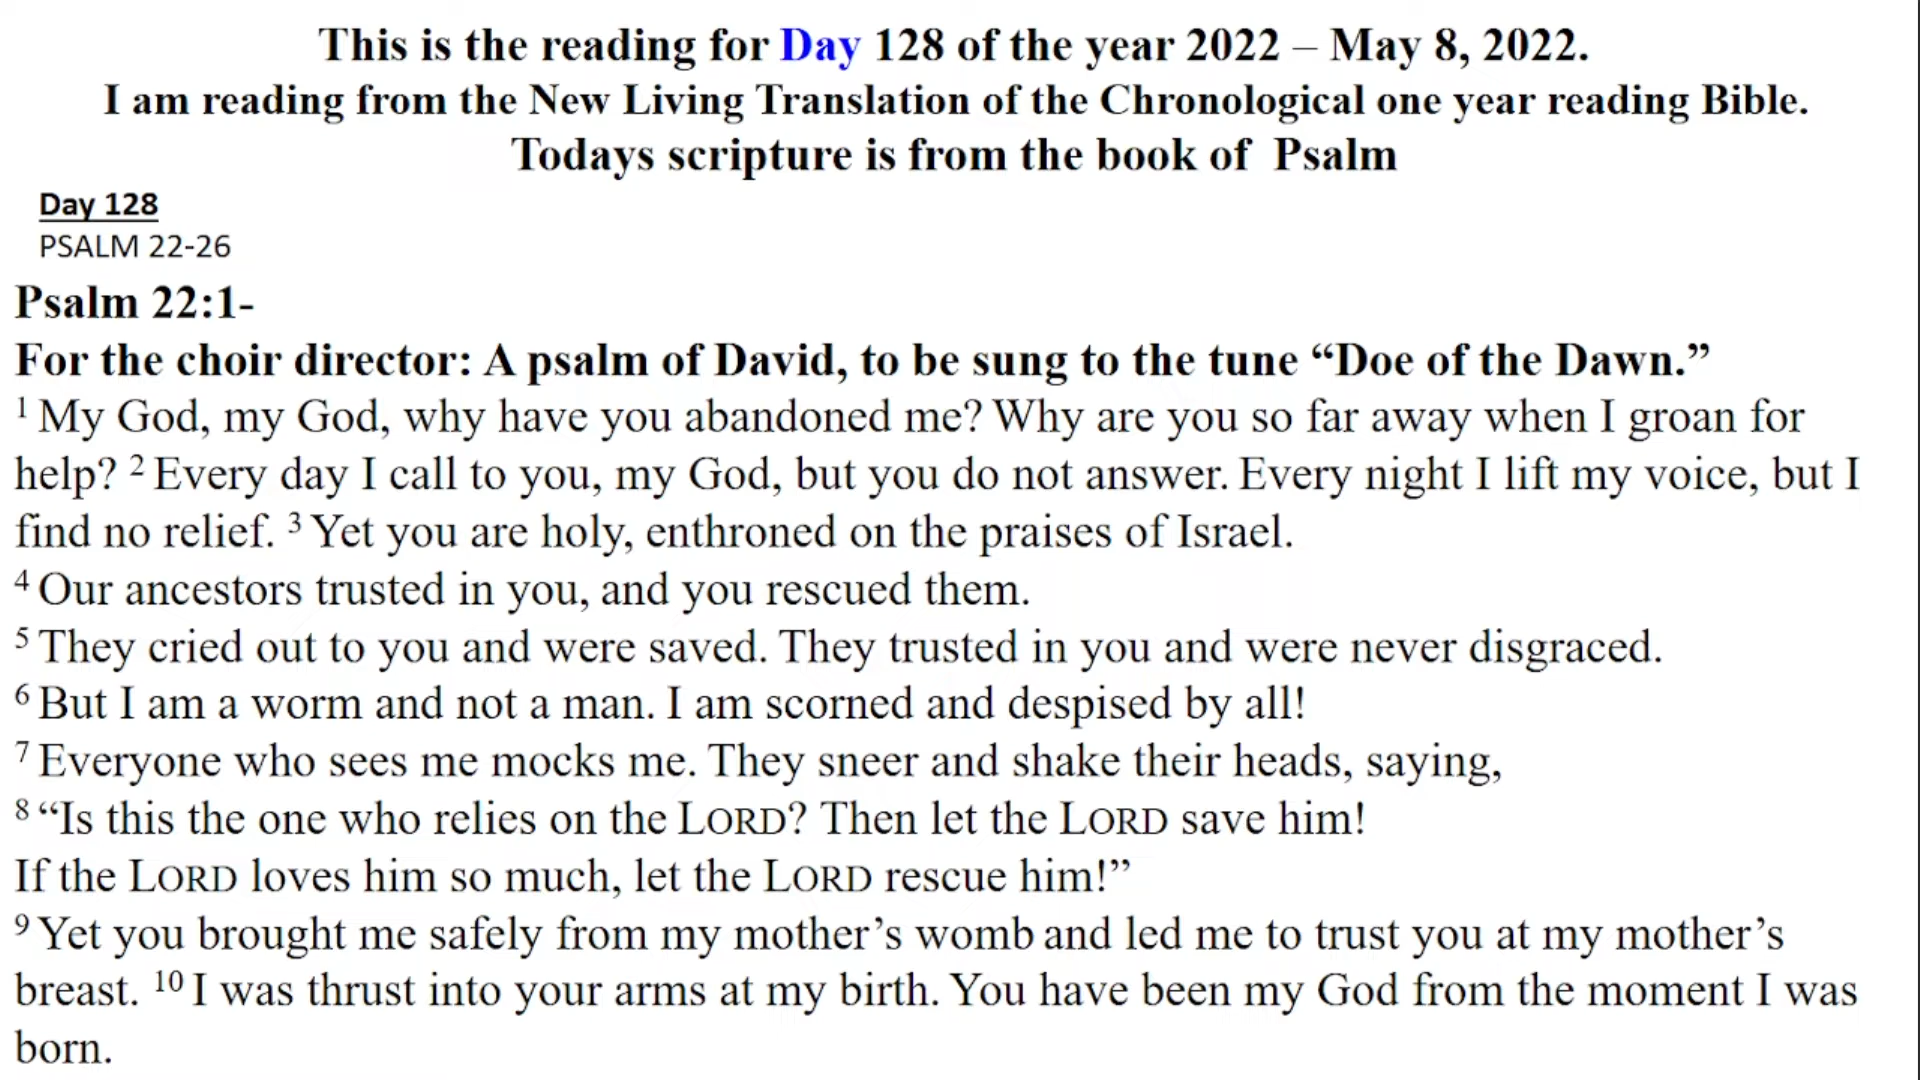 This is the reading for Day 128 of the year 2022 – May 8, 2022.
I am reading from the New Living Translation of the Chronological one year reading Bible.
Todays scripture is from the book of  Psalm
Day 128
PSALM 22-26
Psalm 22:1-
For the choir director: A psalm of David, to be sung to the tune “Doe of the Dawn.”
1 My God, my God, why have you abandoned me? Why are you so far away when I groan for
help? 2 Every day I call to you, my God, but you do not answer. Every night I lift my voice, but I
find no relief. 3 Yet you are holy, enthroned on the praises of Israel.
4 Our ancestors trusted in you, and you rescued them.
5 They cried out to you and were saved. They trusted in you and were never disgraced.
6 But I am a worm and not a man. I am scorned and despised by all!
7 Everyone who sees me mocks me. They sneer and shake their heads, saying,
8 “Is this the one who relies on the LORD? Then let the LORD save him!
If the LORD loves him so much, let the LORD rescue him!”
9 Yet you brought me safely from my mother’s womb and led me to trust you at my mother’s
breast. 10 I was thrust into your arms at my birth. You have been my God from the moment I was
born.